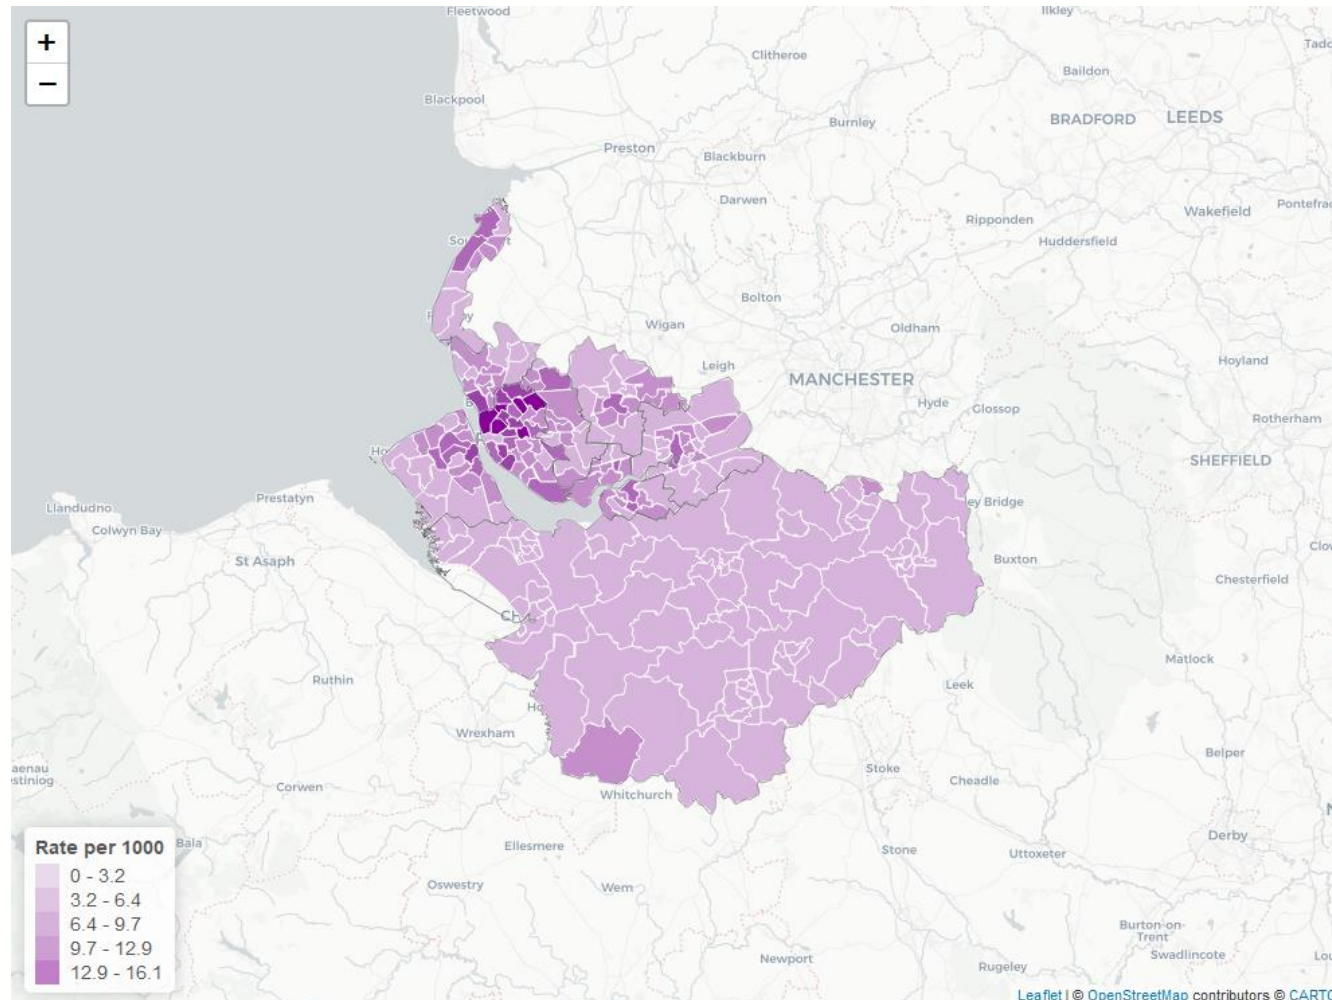 +
−
Fleetwood
Ilkley
Clitheroe
Baildon
Blackpool
BRADFORD
LEEDS
Burnley
Preston
Blackburn
Darwen
Ripponden
Wakefield
Huddersfield
Bolton
Wigan
Oldham
Hoyland
Leigh
MANCHESTER
Hyde
Glossop
Rotherham
SHEFFIELD
Llandudno
Prestatyn
ey Bridge
Colwyn Bay
St Asaph
Buxton
Chesterfield
Matlock
Ruthin
Leek
Wrexham
Belper
aenau
stiniog
Corwen
Stoke
Cheadle
Whitchurch
Bala
Derby
Ellesmere
Stone
Uttoxeter
Oswestry
Wem
Burton-on-
Trent
Swadlincote
Newport
Rugeley
Rate per 1000
0 - 3.2
3.2 - 6.4
6.4 - 9.7
9.7 - 12.9
12.9 - 16.1
Leaflet | © OpenStreetMap contributors © CARTO